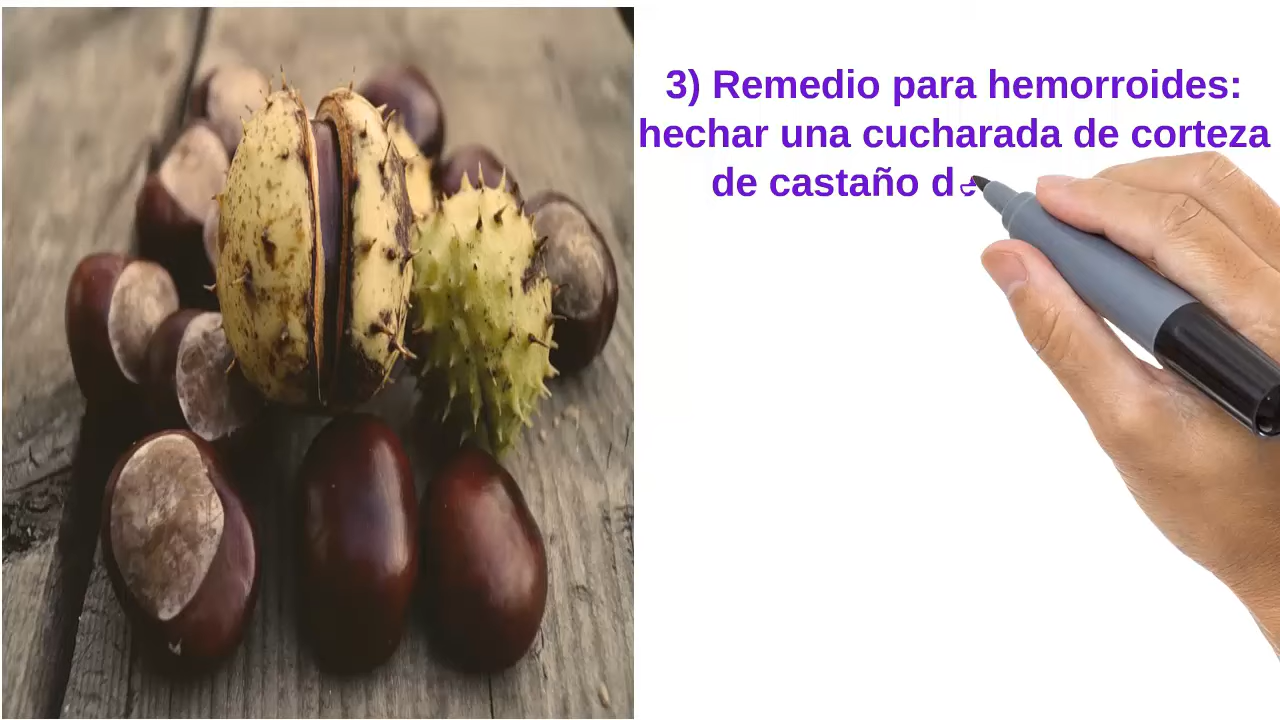 3) Remedio para hemorroides:
hechar una cucharada de corteza
de castaño d